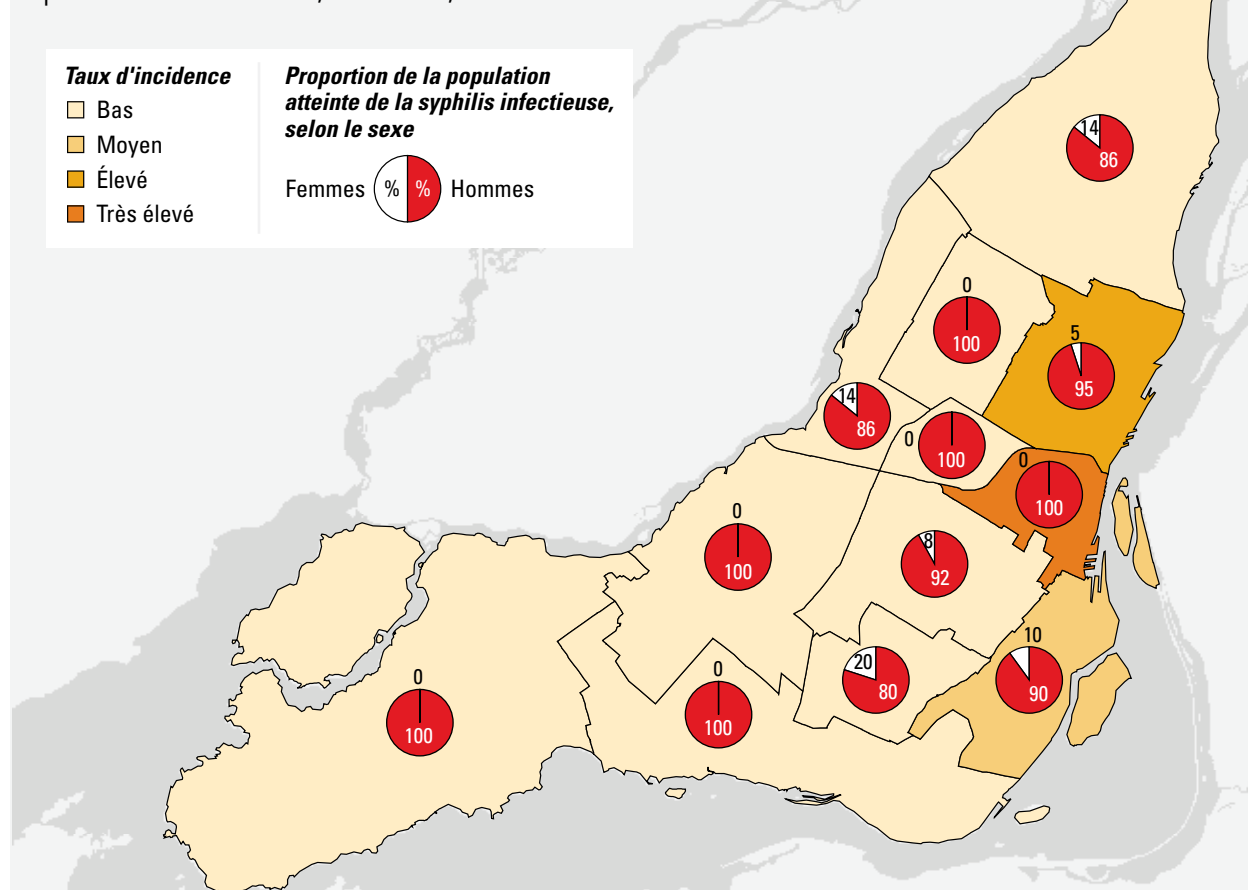 Taux d'incidence
Bas
Moyen
Élevé
Très élevé
Proportion de la population
atteinte de la syphilis infectieuse,
selon le sexe
Femmes % % Hommes
14
86
0
100
5
95
14
86
0
100
0
100
0
100
8
92
10
90
20
80
0
100
0
100